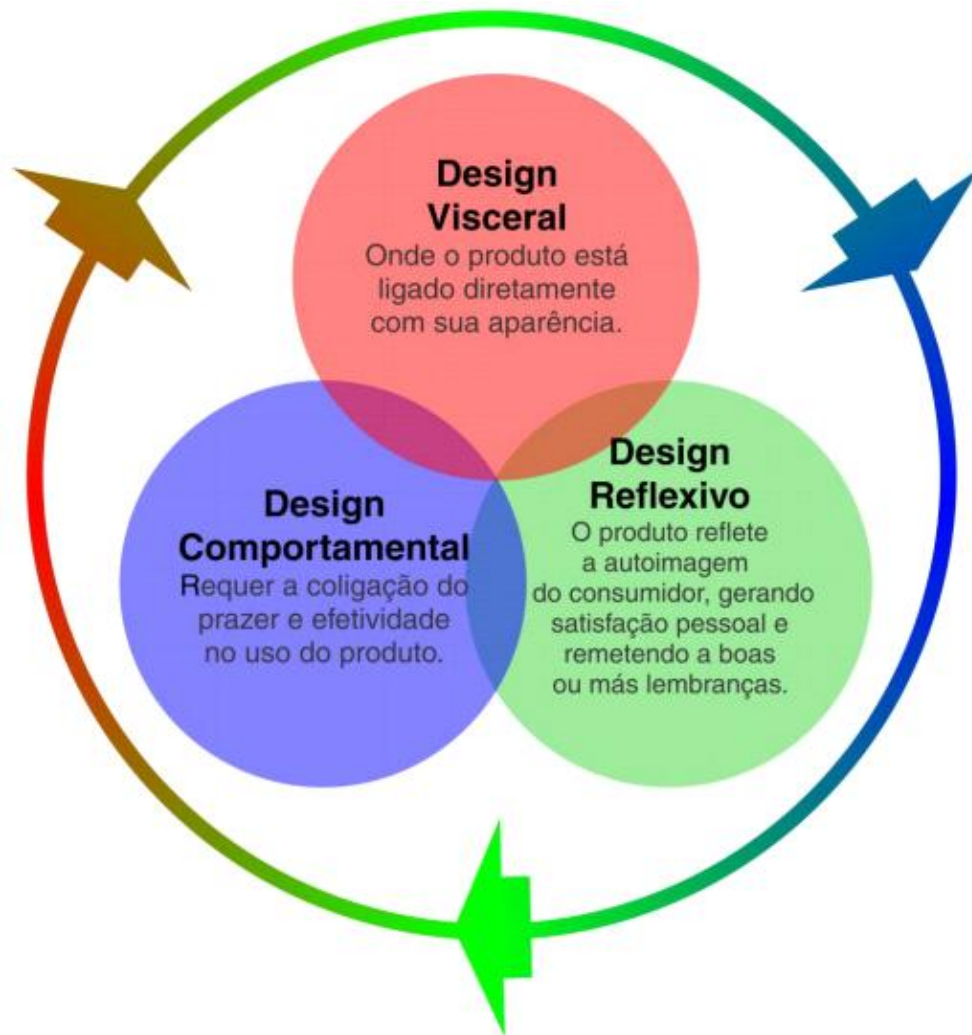 Design
Visceral
Onde o produto está
ligado diretamente
com sua aparência.
Design
Comportamental
Requer a coligação do
prazer e efetividade
no uso do produto.
Design
Reflexivo
O produto reflete
a autoimagem
do consumidor, gerando
satisfação pessoal e
remetendo a boas
ou más lembranças.